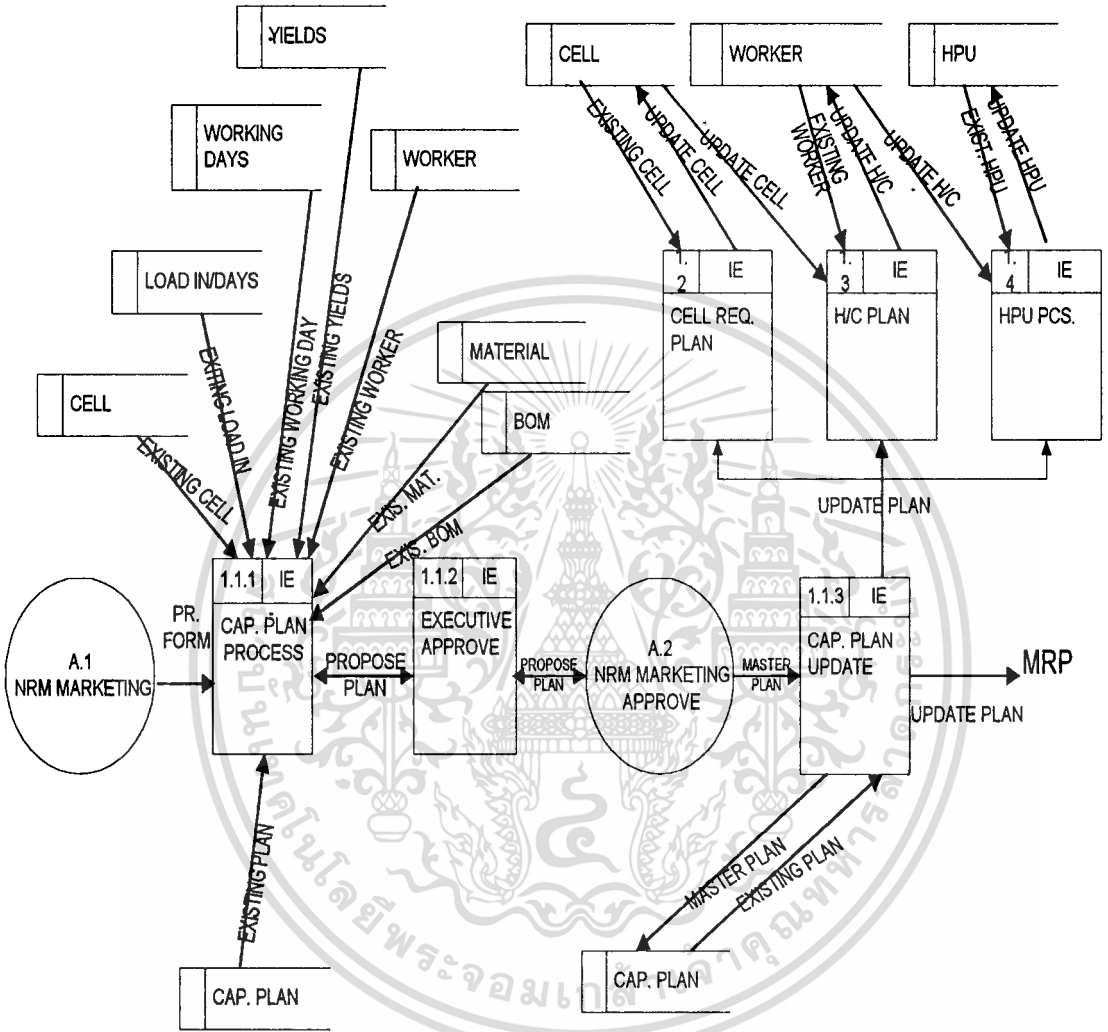 YIELDS
CELL
WORKER
HPU
WORKING
DAYS
WORKER
EXISTING CELL
UPDATE CELL
UPDATE CELL
EXISTING
WORKER
UPDATE H/C
UPDATE H/C
EXIST. HPU
UPDATE HPU
LOAD IN/DAYS
1.
2
IE
CELL REQ.
PLAN
1.
3
IE
H/C PLAN
1.
4
IE
HPU PCS.
MATERIAL
CELL
BOM
EXISTING CELL
EXITING LOAD IN
EXISTING WORKING DAY
EXISTING YIELDS
EXISTING WORKER
EXIS. MAT.
EXIS. BOM
UPDATE PLAN
A.1
NRM MARKETING
PR.
FORM
1.1.1
IE
CAP. PLAN
PROCESS
PROPOSE
PLAN
1.1.2
IE
EXECUTIVE
APPROVE
PROPOSE
PLAN
A.2
NRM MARKETING
APPROVE
MASTER
PLAN
1.1.3
IE
CAP. PLAN
UPDATE
MRP
UPDATE PLAN
EXISTING PLAN
MASTER PLAN
EXISTING PLAN
CAP. PLAN
CAP. PLAN